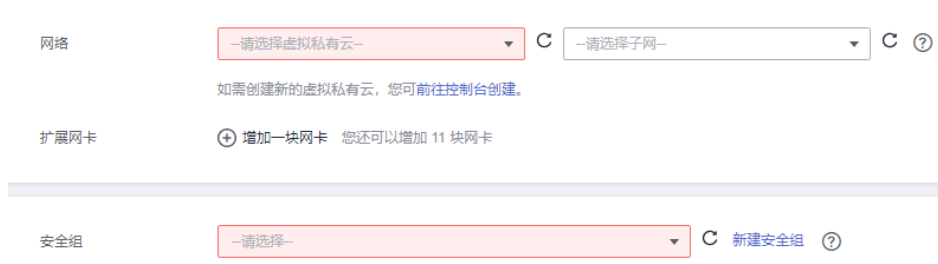 网络 --请选择虚拟私有云-- --请选择子网-- ?
如需创建新的虚拟私有云，您可前往控制台创建。
扩展网卡 增加一块网卡 您还可以增加 11 块网卡
安全组 --请选择-- 新建安全组 ?